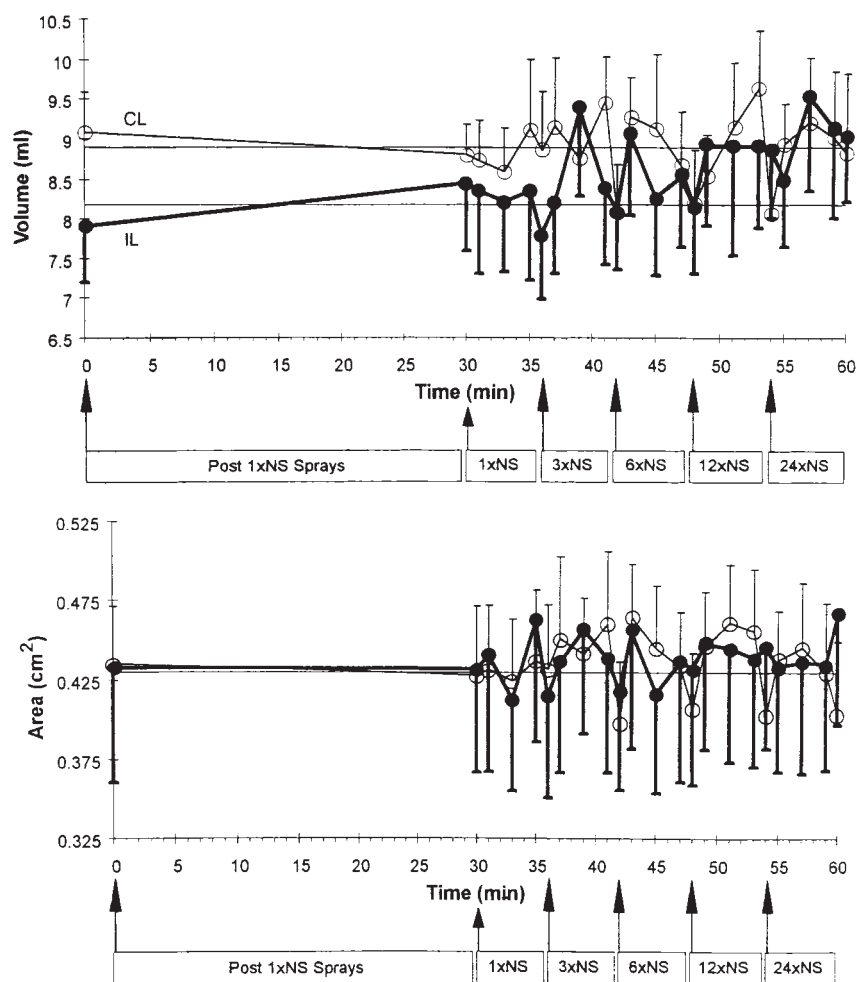 10.5
10
9.5
9
8.5
8
7.5
7
6.5
Volume (ml)
CL
IL
0 5 10 15 20 25 30 35 40 45 50 55 60
Time (min)
Post 1xNS Sprays 1xNS 3xNS 6xNS 12xNS 24xNS
0.525
0.475
0.425
0.375
0.325
Area (cm²)
0 5 10 15 20 25 30 35 40 45 50 55 60
Time (min)
Post 1xNS Sprays 1xNS 3xNS 6xNS 12xNS 24xNS